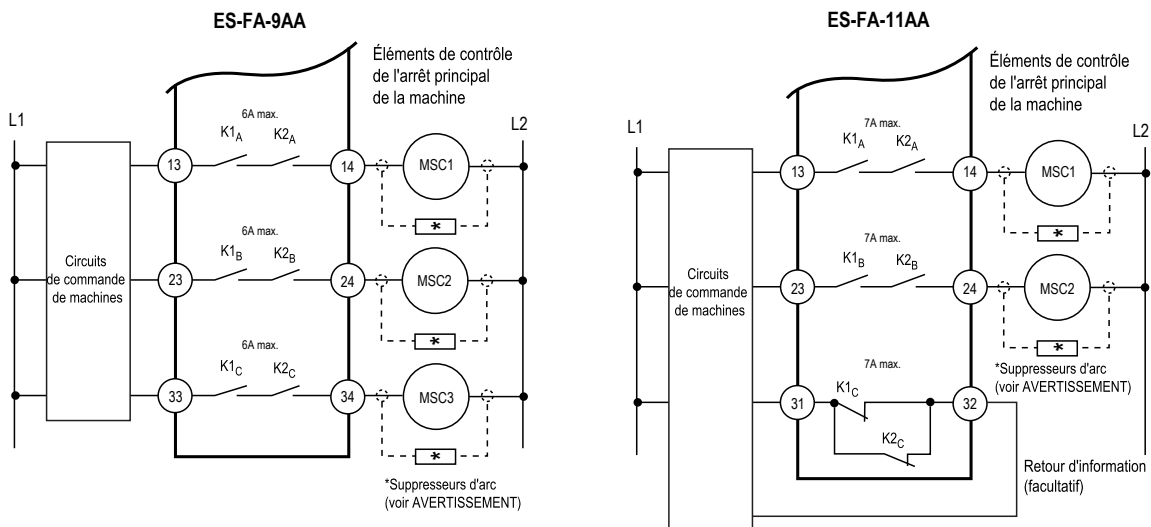 ES-FA-9AA
Éléments de contrôle
de l'arrêt principal
de la machine
L1
L2
6A max.
K1A K2A
13
14
MSC1
*
6A max.
K1B K2B
Circuits
de commande
de machines
23
24
MSC2
*
6A max.
K1C K2C
33
34
MSC3
*
*Suppresseurs d'arc
(voir AVERTISSEMENT)
ES-FA-11AA
Éléments de contrôle
de l'arrêt principal
de la machine
L1
L2
7A max.
K1A K2A
13
14
MSC1
*
7A max.
K1B K2B
Circuits
de commande
de machines
23
24
MSC2
*
*Suppresseurs d'arc
(voir AVERTISSEMENT)
7A max.
K1C
31
32
K2C
Retour d'information
(facultatif)